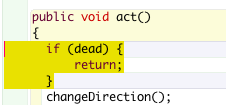 public void act()
{
if (dead) {
return;
}
changeDirection();